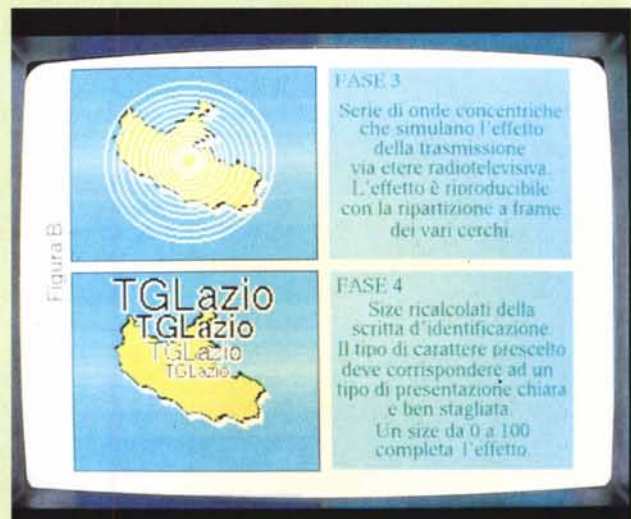 Figura B
FASE 3
Serie di onde concentriche
che simulano l'effetto
della trasmissione
via etere radiotelevisiva.
L'effetto è riproducibile
con la ripartizione a frame
dei vari cerchi.
TGLazio
TGLazio
TGLazio
TGLazio
FASE 4
Size ricalcolati della
scritta d'identificazione.
Il tipo di carattere prescelto
deve corrispondere ad un
tipo di presentazione chiara
e ben stagliata.
Un size da 0 a 100
completa l'effetto.